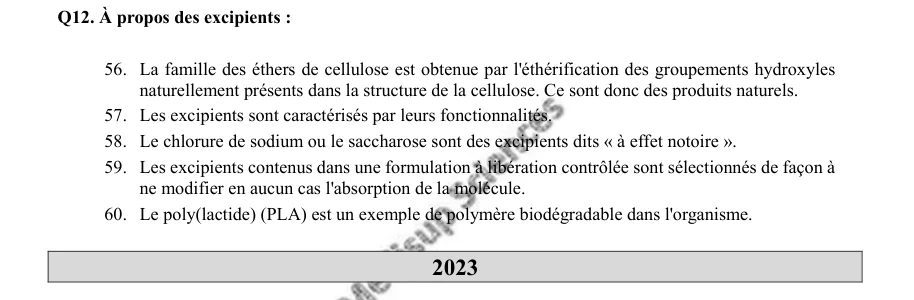 Q12. À propos des excipients :
56. La famille des éthers de cellulose est obtenue par l'éthérification des groupements hydroxyles
naturellement présents dans la structure de la cellulose. Ce sont donc des produits naturels.
57. Les excipients sont caractérisés par leurs fonctionnalités.
58. Le chlorure de sodium ou le saccharose sont des excipients dits « à effet notoire ».
59. Les excipients contenus dans une formulation à libération contrôlée sont sélectionnés de façon à
ne modifier en aucun cas l'absorption de la molécule.
60. Le poly(lactide) (PLA) est un exemple de polymère biodégradable dans l'organisme.
2023